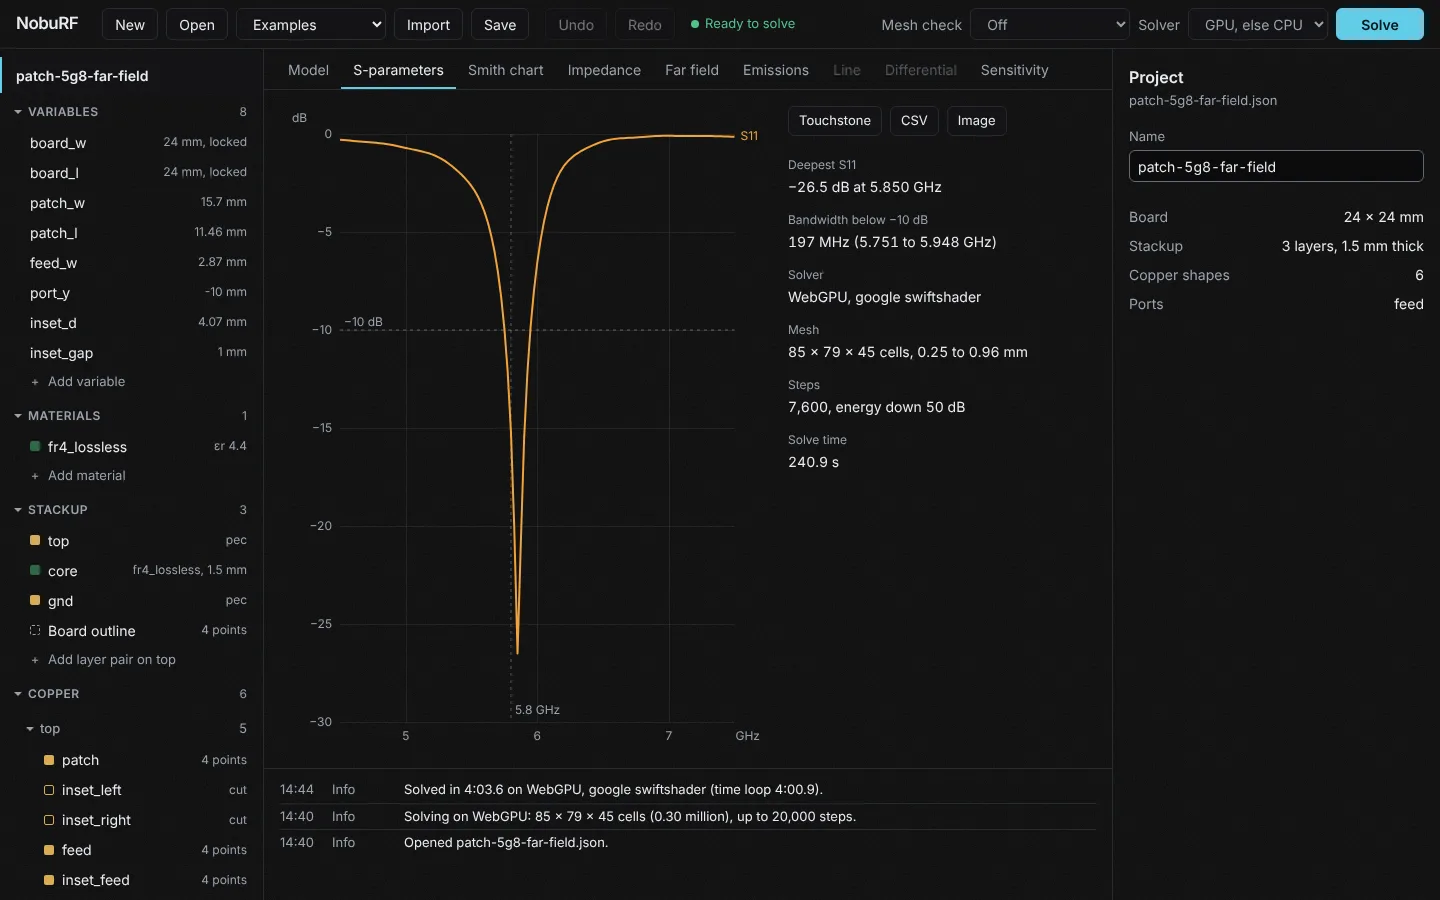 NobuRF New Open Examples Import Save Undo Redo Ready to solve Mesh check Off Solver GPU, else CPU Solve
patch-5g8-far-field
VARIABLES 8
board_w 24 mm, locked
board_l 24 mm, locked
patch_w 15.7 mm
patch_l 11.46 mm
feed_w 2.87 mm
port_y -10 mm
inset_d 4.07 mm
inset_gap 1 mm
+ Add variable
MATERIALS 1
fr4_lossless εr 4.4
+ Add material
STACKUP 3
top pec
core fr4_lossless, 1.5 mm
gnd pec
Board outline 4 points
+ Add layer pair on top
COPPER 6
top 5
patch 4 points
inset_left cut
inset_right cut
feed 4 points
inset_feed 4 points
Model S-parameters Smith chart Impedance Far field Emissions Line Differential Sensitivity
dB
0
−5
−10
−15
−20
−25
−30
−10 dB
S11
5.8 GHz
5 6 7 GHz
Touchstone CSV Image
Deepest S11
−26.5 dB at 5.850 GHz
Bandwidth below −10 dB
197 MHz (5.751 to 5.948 GHz)
Solver
WebGPU, google swiftshader
Mesh
85 × 79 × 45 cells, 0.25 to 0.96 mm
Steps
7,600, energy down 50 dB
Solve time
240.9 s
14:44 Info Solved in 4:03.6 on WebGPU, google swiftshader (time loop 4:00.9).
14:40 Info Solving on WebGPU: 85 × 79 × 45 cells (0.30 million), up to 20,000 steps.
14:40 Info Opened patch-5g8-far-field.json.
Project
patch-5g8-far-field.json
Name
patch-5g8-far-field
Board 24 × 24 mm
Stackup 3 layers, 1.5 mm thick
Copper shapes 6
Ports feed